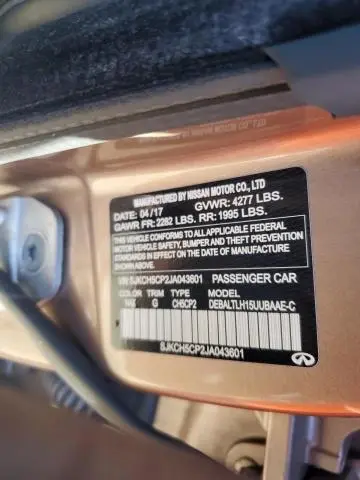 MANUFACTURED BY NISSAN MOTOR CO., LTD
DATE: 04/17 GVWR: 4277 LBS.
GAWR FR: 2282 LBS. RR: 1995 LBS.
THIS VEHICLE CONFORMS TO ALL APPLICABLE FEDERAL
MOTOR VEHICLE SAFETY, BUMPER AND THEFT PREVENTION
STANDARDS IN EFFECT ON THE DATE OF MANUFACTURE
SHOWN ABOVE.
VIN: SJKCH5CP2JA043601 PASSENGER CAR
COLOR TRIM TYPE MODEL
G CH5CP2 DEBALTLH15UUBAAE-C
SJKCH5CP2JA043601